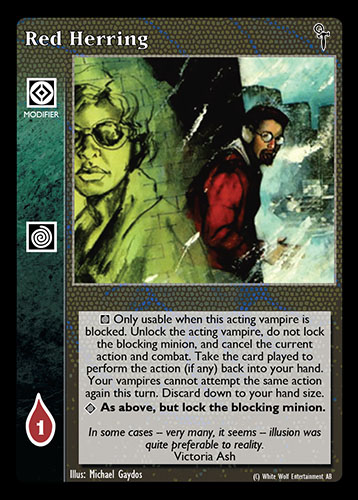 Red Herring
MODIFIER
Only usable when this acting vampire is
blocked. Unlock the acting vampire, do not lock
the blocking minion, and cancel the current
action and combat. Take the card played to
perform the action (if any) back into your hand.
Your vampires cannot attempt the same action
again this turn. Discard down to your hand size.
As above, but lock the blocking minion.
In some cases – very many, it seems – illusion was
quite preferable to reality.
Victoria Ash
1
Illus: Michael Gaydos
(C) White Wolf Entertainment AB